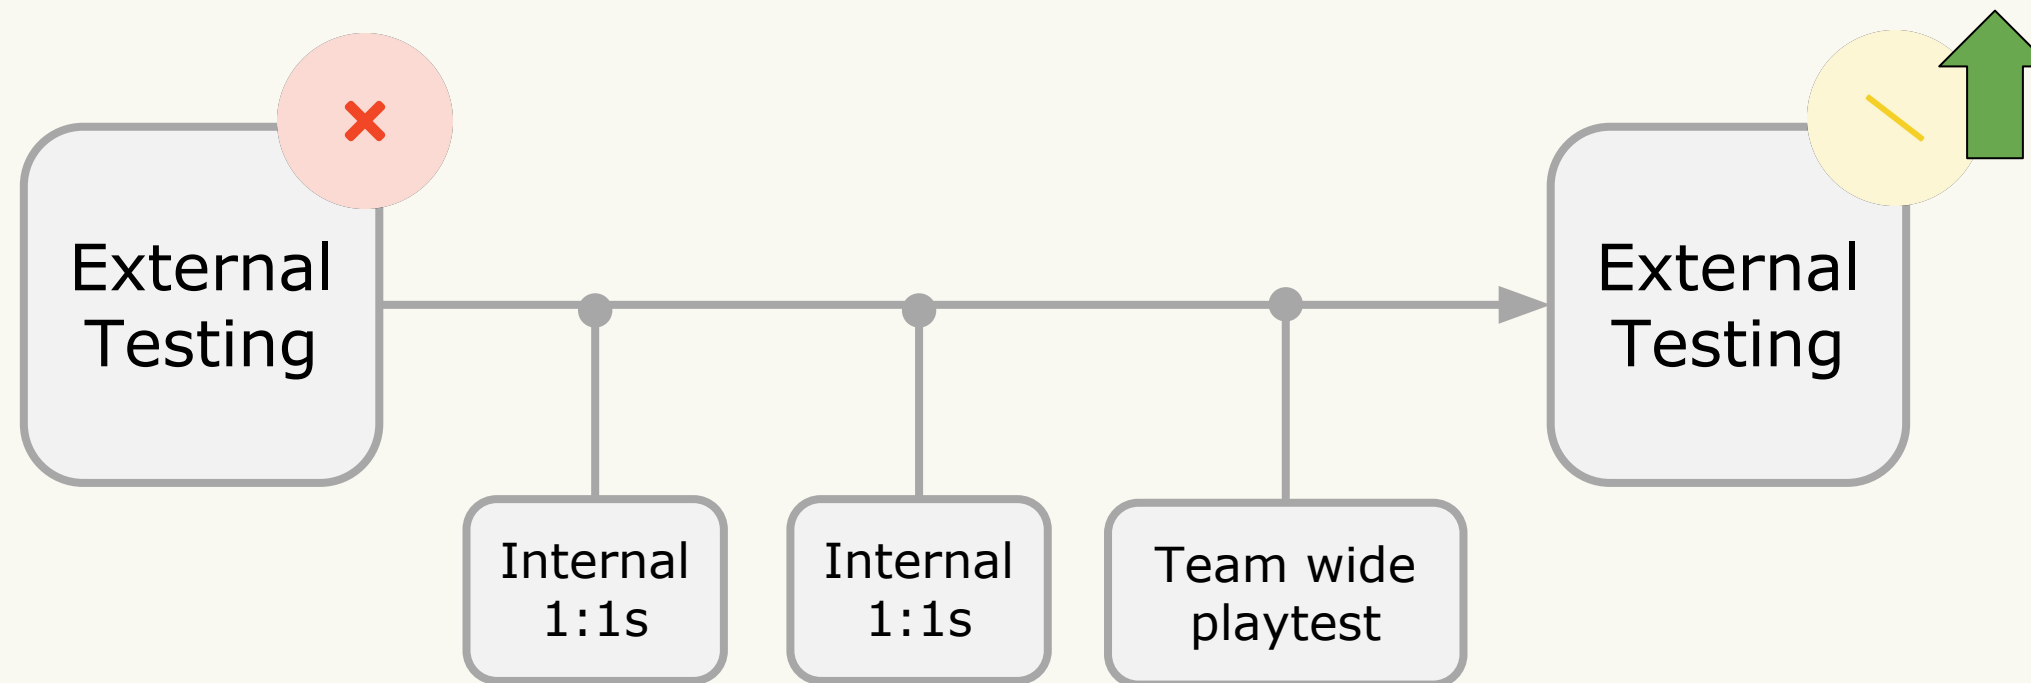 External
Testing
External
Testing
Internal
1:1s
Internal
1:1s
Team wide
playtest